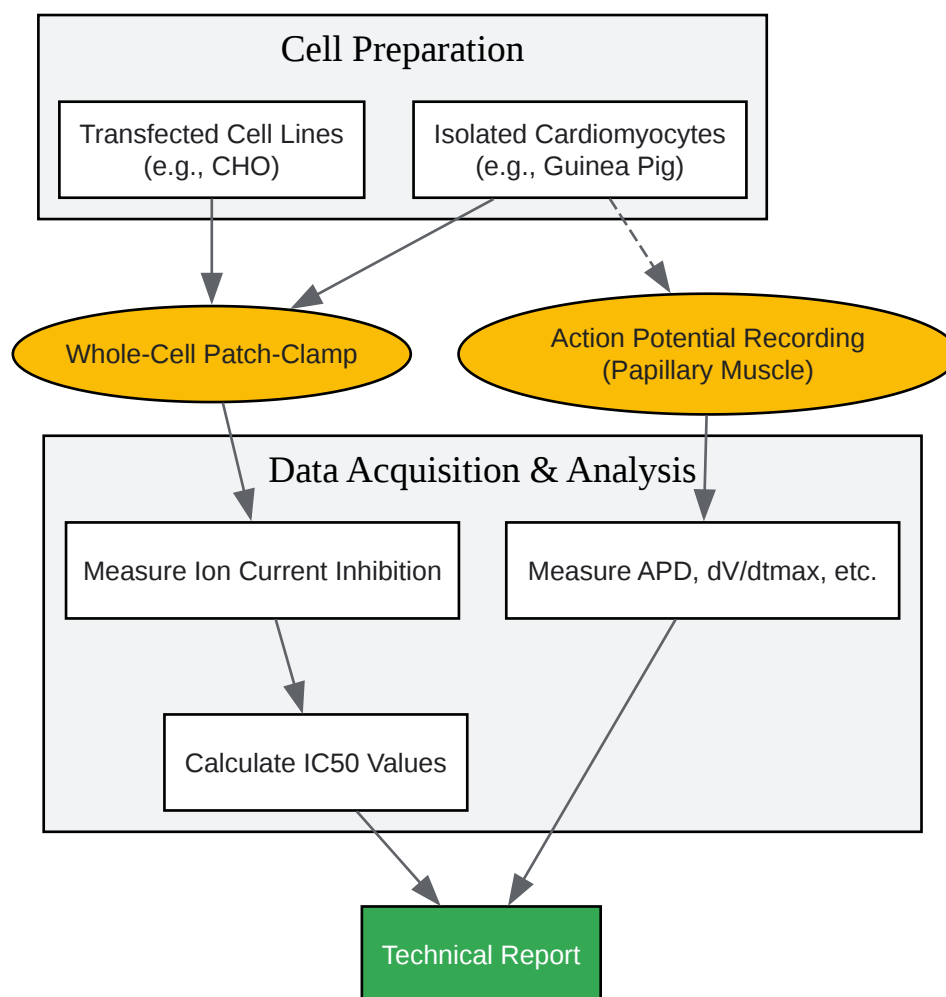 Cell Preparation
Transfected Cell Lines
(e.g., CHO)
Isolated Cardiomyocytes
(e.g., Guinea Pig)
Whole-Cell Patch-Clamp
Action Potential Recording
(Papillary Muscle)
Data Acquisition & Analysis
Measure Ion Current Inhibition
Measure APD, dV/dtmax, etc.
Calculate IC50 Values
Technical Report